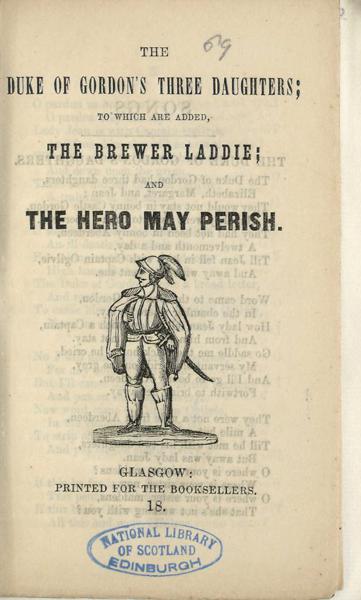 THE
DUKE OF GORDON'S THREE DAUGHTERS;
TO WHICH ARE ADDED,
THE BREWER LADDIE;
AND
THE HERO MAY PERISH.
GLASGOW:
PRINTED FOR THE BOOKSELLERS.
18.
NATIONAL LIBRARY
OF SCOTLAND
EDINBURGH
69